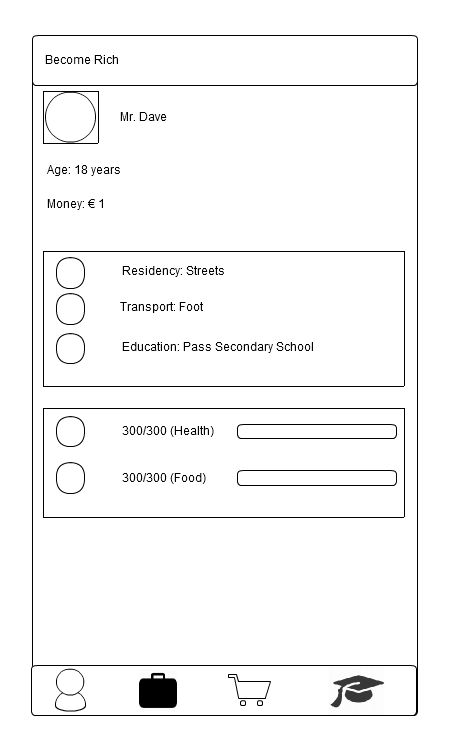 Become Rich
Mr. Dave
Age: 18 years
Money: € 1
Residency: Streets
Transport: Foot
Education: Pass Secondary School
300/300 (Health)
300/300 (Food)